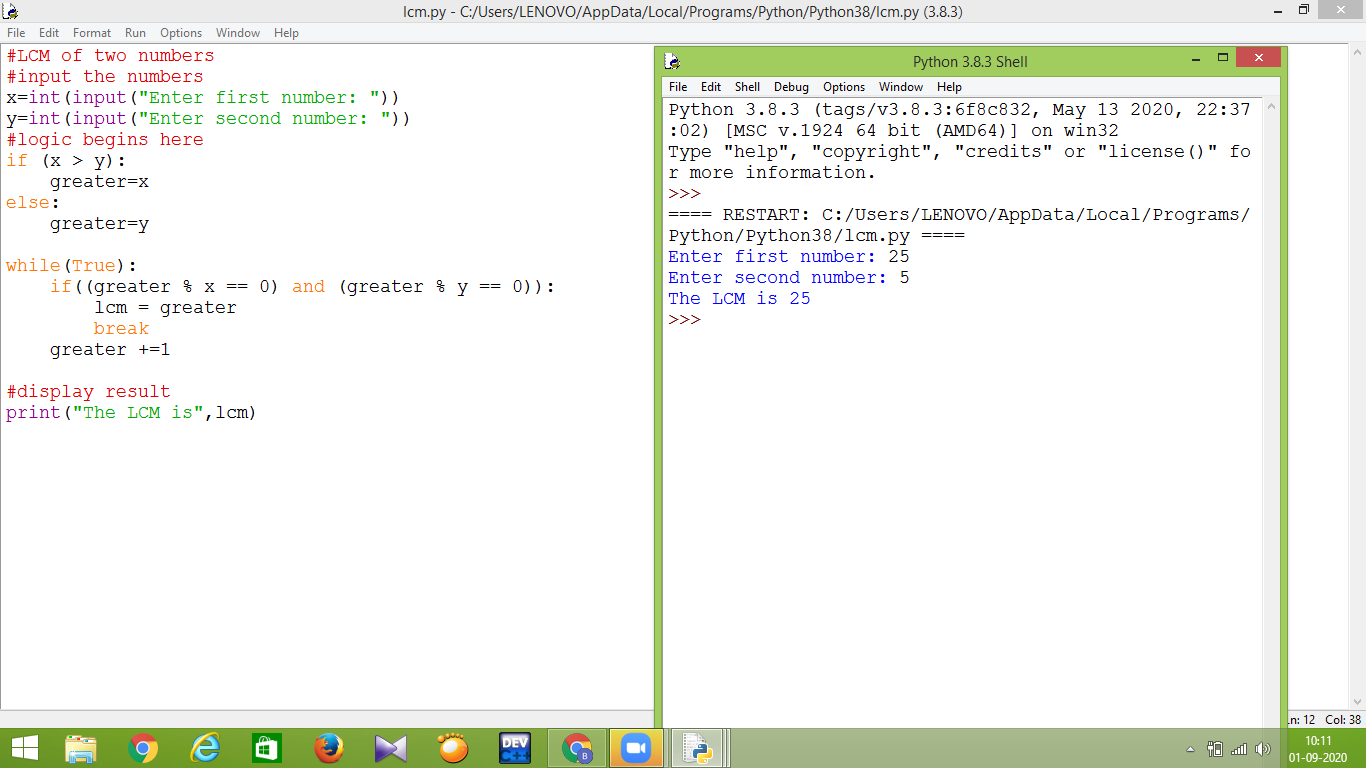 lcm.py - C:/Users/LENOVO/AppData/Local/Programs/Python/Python38/lcm.py (3.8.3)
File Edit Format Run Options Window Help
#LCM of two numbers
#input the numbers
x=int(input("Enter first number: "))
y=int(input("Enter second number: "))
#logic begins here
if (x > y):
    greater=x
else:
    greater=y
while(True):
    if((greater % x == 0) and (greater % y == 0)):
        lcm = greater
        break
    greater +=1
#display result
print("The LCM is",lcm)
Python 3.8.3 Shell
File Edit Shell Debug Options Window Help
Python 3.8.3 (tags/v3.8.3:6f8c832, May 13 2020, 22:37
:02) [MSC v.1924 64 bit (AMD64)] on win32
Type "help", "copyright", "credits" or "license()" fo
r more information.
>>>
==== RESTART: C:/Users/LENOVO/AppData/Local/Programs/
Python/Python38/lcm.py ====
Enter first number: 25
Enter second number: 5
The LCM is 25
>>>
n: 12 Col: 38
DEV
C++
B
10:11
01-09-2020